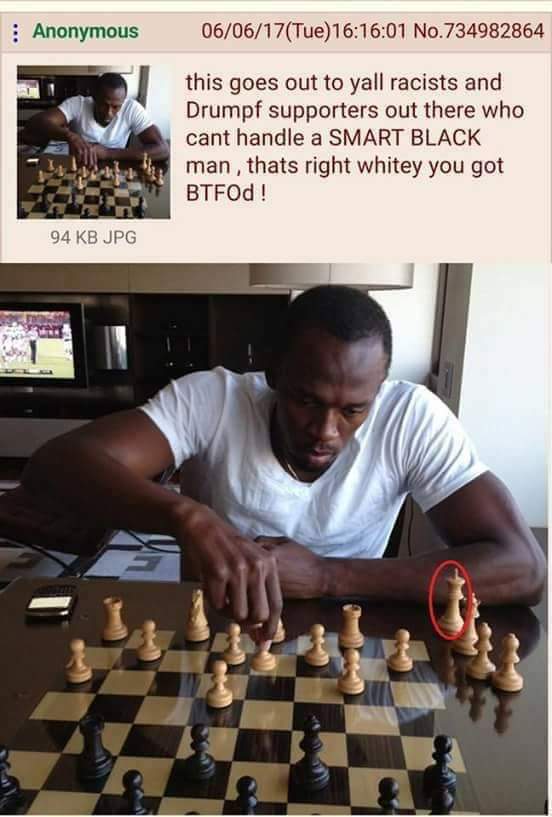 Anonymous 06/06/17(Tue)16:16:01 No.734982864
this goes out to yall racists and
Drumpf supporters out there who
cant handle a SMART BLACK
man , thats right whitey you got
BTFOd !
94 KB JPG